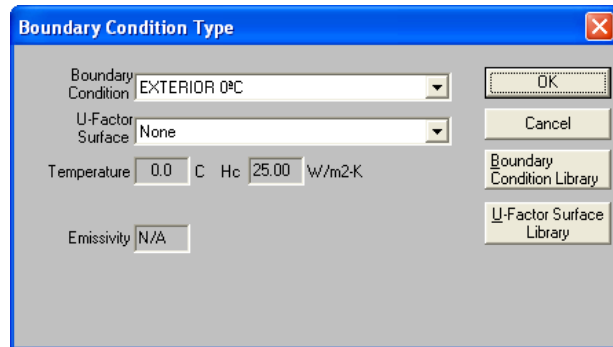 Boundary Condition Type
Boundary
Condition
EXTERIOR 0ºC
U-Factor
Surface
None
Temperature 0.0 C Hc 25.00 W/m2-K
Emissivity N/A
OK
Cancel
Boundary
Condition Library
U-Factor Surface
Library